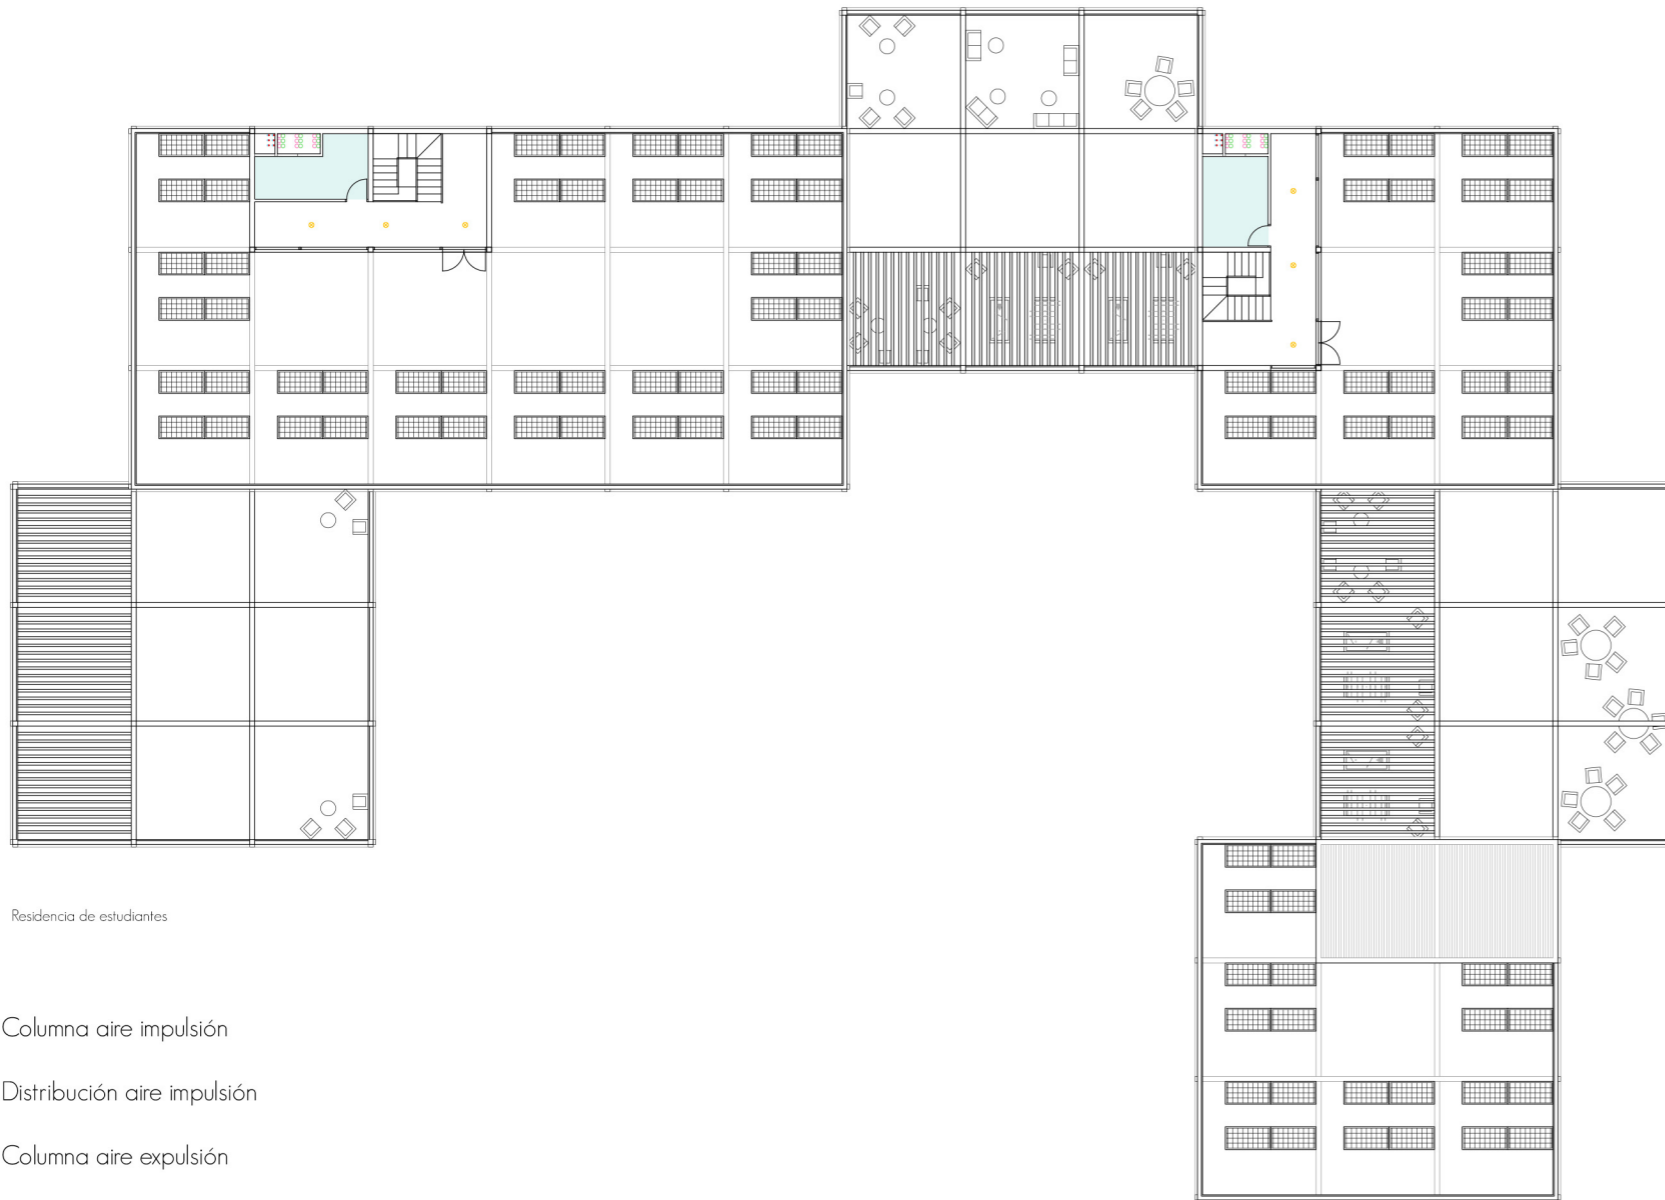 Residencia de estudiantes
Columna aire impulsión
Distribución aire impulsión
Columna aire expulsión